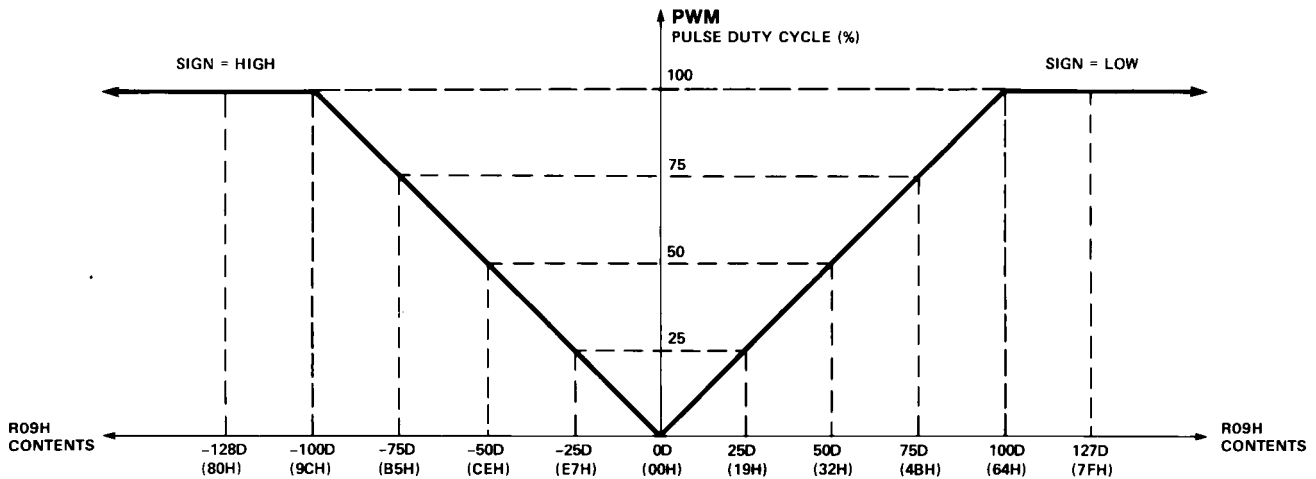 PWM
PULSE DUTY CYCLE (%)
SIGN = HIGH
SIGN = LOW
100
75
50
25
R09H
CONTENTS
–128D
(80H)
–100D
(9CH)
–75D
(B5H)
–50D
(CEH)
–25D
(E7H)
0D
(00H)
25D
(19H)
50D
(32H)
75D
(4BH)
100D
(64H)
127D
(7FH)
R09H
CONTENTS